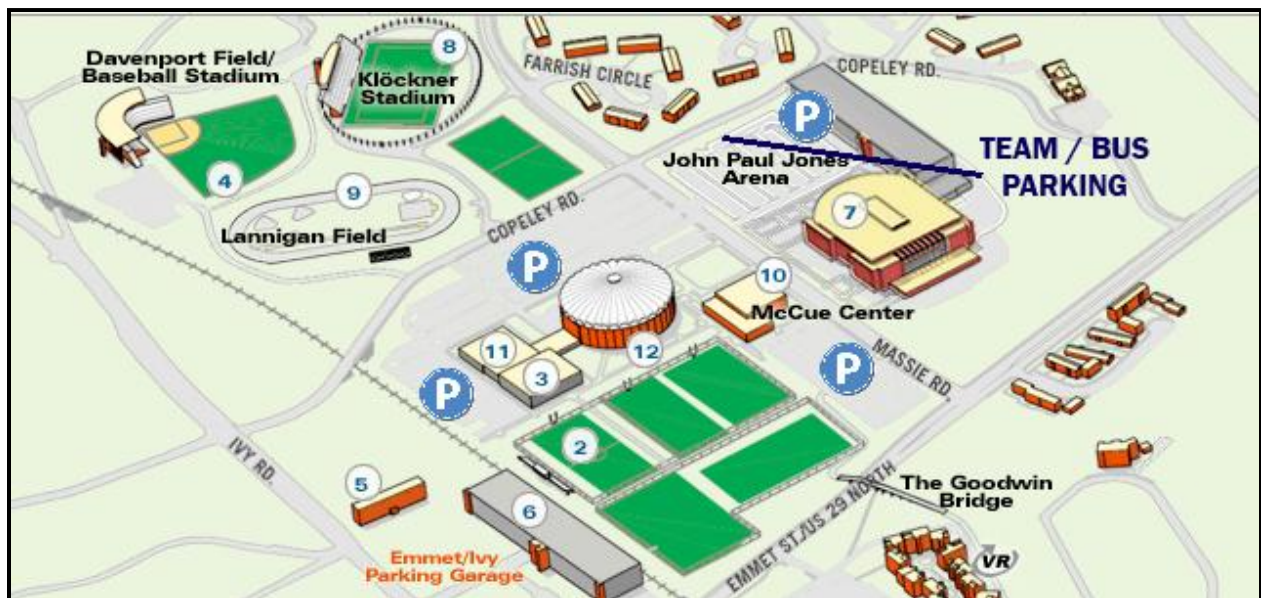 Davenport Field/
Baseball Stadium
8
Klöckner
Stadium
FARRISH CIRCLE
COPELEY RD.
P
TEAM / BUS
PARKING
John Paul Jones
Arena
4
9
7
Lannigan Field
COPELEY RD.
P
10
McCue Center
11
12
3
P
P
MASSIE RD.
2
IVY RD.
5
6
The Goodwin
Bridge
EMMET ST./US 29 NORTH
Emmet/Ivy
Parking Garage
VR